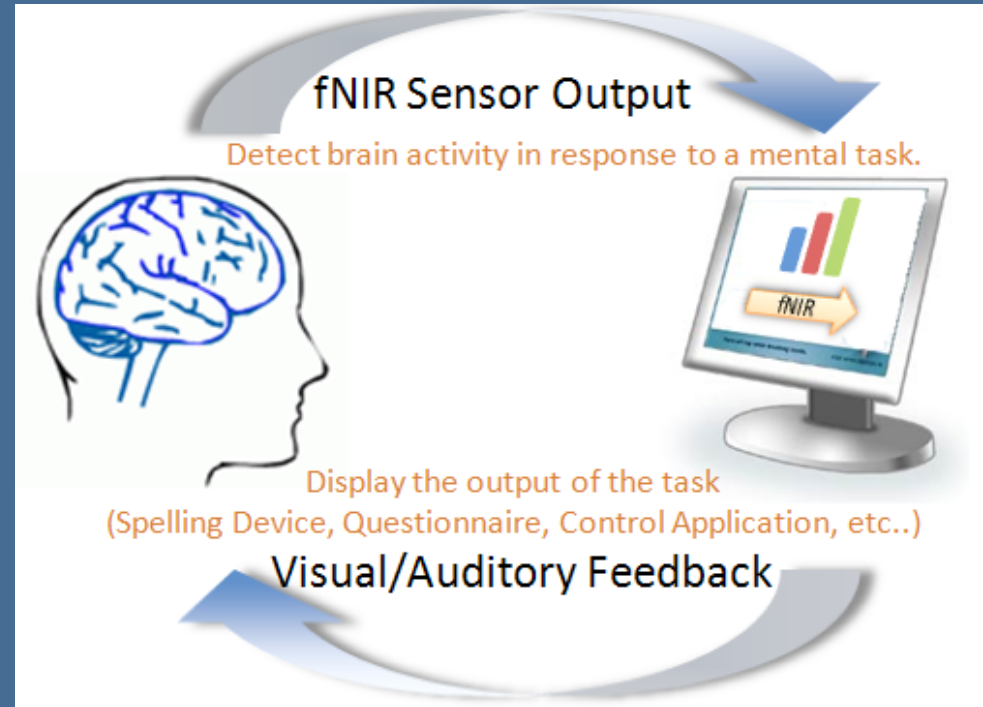 fNIR Sensor Output
Detect brain activity in response to a mental task.
fNIR
Display the output of the task
(Spelling Device, Questionnaire, Control Application, etc..)
Visual/Auditory Feedback